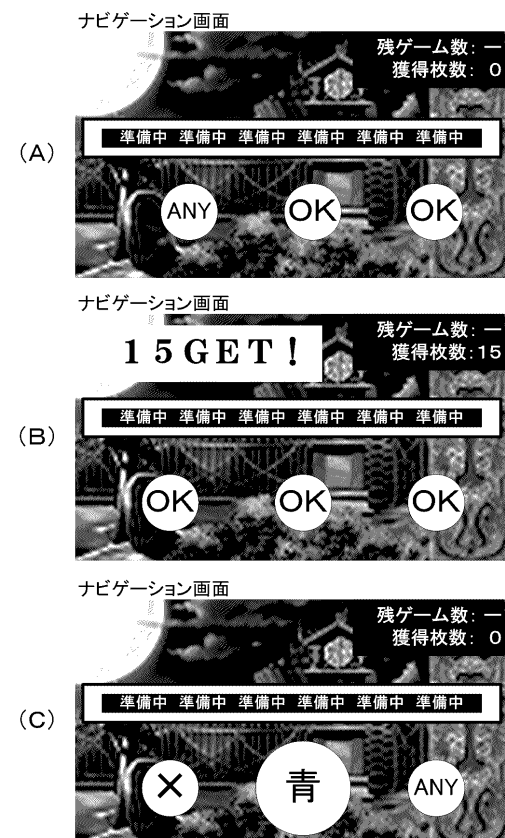 ナビゲーション画面
残ゲーム数: ー
獲得枚数: 0
(A)
準備中 準備中 準備中 準備中 準備中 準備中
ANY OK OK
ナビゲーション画面
15GET!
残ゲーム数: ー
獲得枚数:15
(B)
準備中 準備中 準備中 準備中 準備中 準備中
OK OK OK
ナビゲーション画面
残ゲーム数: ー
獲得枚数: 0
(C)
準備中 準備中 準備中 準備中 準備中 準備中
× 青 ANY